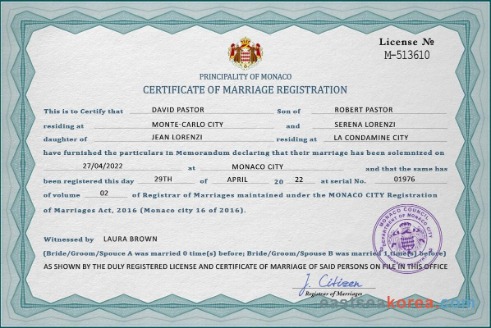 License №
M-513610
PRINCIPALITY OF MONACO
CERTIFICATE OF MARRIAGE REGISTRATION
This is to Certify that DAVID PASTOR Son of ROBERT PASTOR
residing at MONTE-CARLO CITY and SERENA LORENZI
daughter of JEAN LORENZI residing at LA CONDAMINE CITY
have furnished the particulars in Memorandum declaring that their marriage has been solemnized on
27/04/2022 at MONACO CITY and that the same has
been registered this day 29TH of APRIL 20 22 at serial No. 01976
of volume 02 of Registrar of Marriages maintained under the MONACO CITY Registration
of Marriages Act, 2016 (Monaco city 16 of 2016).
Witnessed by LAURA BROWN
(Bride/Groom/Spouce A was married 0 time(s) before; Bride/Groom/Spouce B was married 1 time(s) before)
AS SHOWN BY THE DULY REGISTERED LICENSE AND CERTIFICATE OF MARRIAGE OF SAID PERSONS ON FILE IN THIS OFFICE
J. Citizen
Registrer of Marriages
MONACO COUNCIL
DEPARTMENT OF MONACO CITY
eastseakorea.com